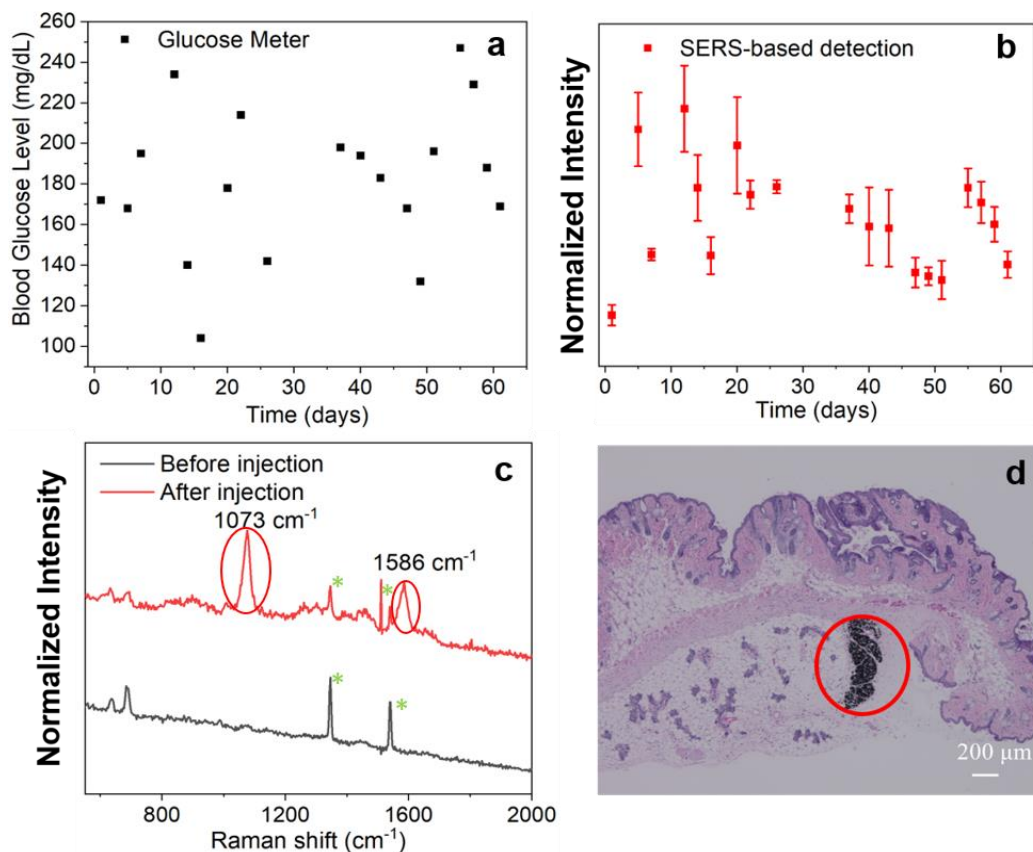 a
Glucose Meter
Blood Glucose Level (mg/dL)
260
240
220
200
180
160
140
120
100
0 10 20 30 40 50 60
Time (days)
b
SERS-based detection
Normalized Intensity
0 10 20 30 40 50 60
Time (days)
c
Before injection
After injection
1073 cm⁻¹
1586 cm⁻¹
*
*
*
*
Normalized Intensity
800 1200 1600 2000
Raman shift (cm⁻¹)
d
200 µm